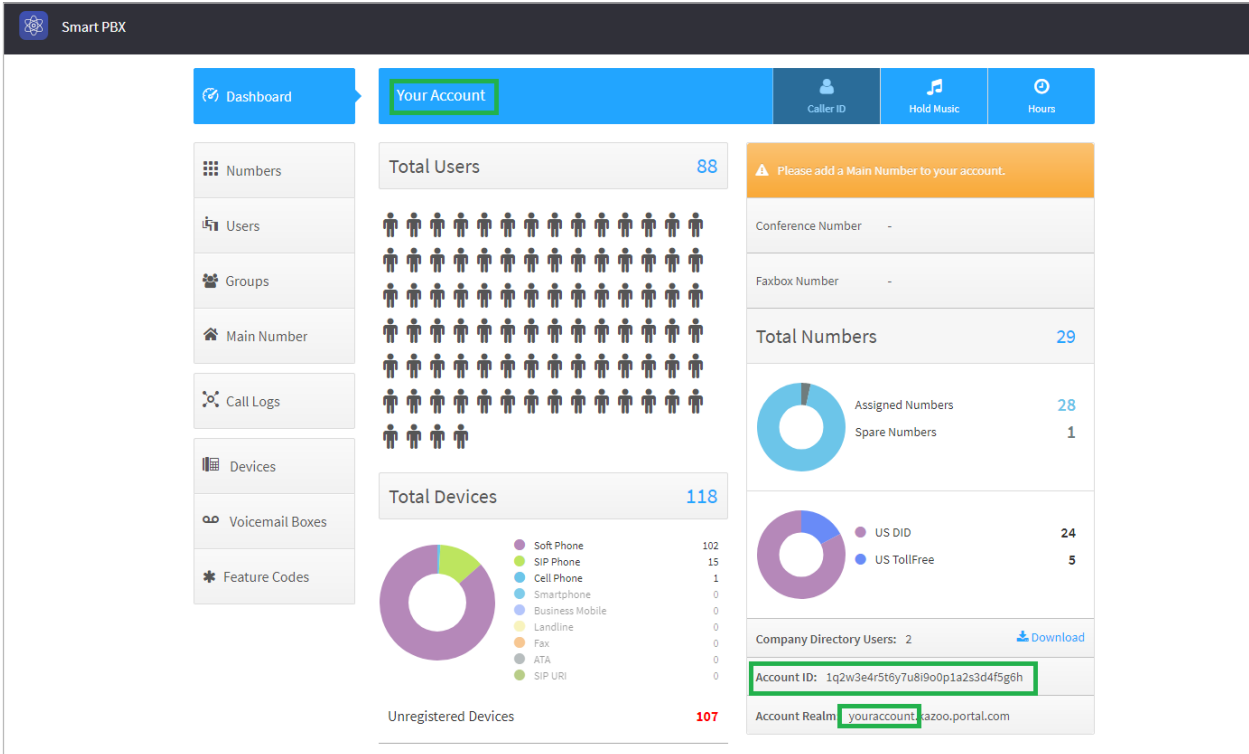 Smart PBX
Dashboard
Your Account
Caller ID
Hold Music
Hours
Numbers
Users
Groups
Main Number
Call Logs
Devices
Voicemail Boxes
Feature Codes
Total Users 88
Total Devices 118
Soft Phone 102
SIP Phone 15
Cell Phone 1
Smartphone 0
Business Mobile 0
Landline 0
Fax 0
ATA 0
SIP URI 0
Unregistered Devices 107
Please add a Main Number to your account.
Conference Number -
Faxbox Number -
Total Numbers 29
Assigned Numbers 28
Spare Numbers 1
US DID 24
US TollFree 5
Company Directory Users: 2 Download
Account ID: 1q2w3e4r5t6y7u8i9o0p1a2s3d4f5g6h
Account Realm: youraccount.kazoo.portal.com